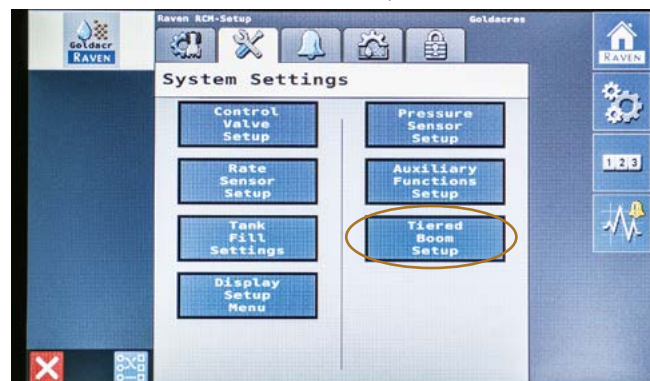 Raven RCM-Setup
Goldacres
Goldacr
RAVEN
RAVEN
System Settings
Control
Valve
Setup
Pressure
Sensor
Setup
Rate
Sensor
Setup
Auxiliary
Functions
Setup
Tank
Fill
Settings
Tiered
Boom
Setup
Display
Setup
Menu
1 2 3